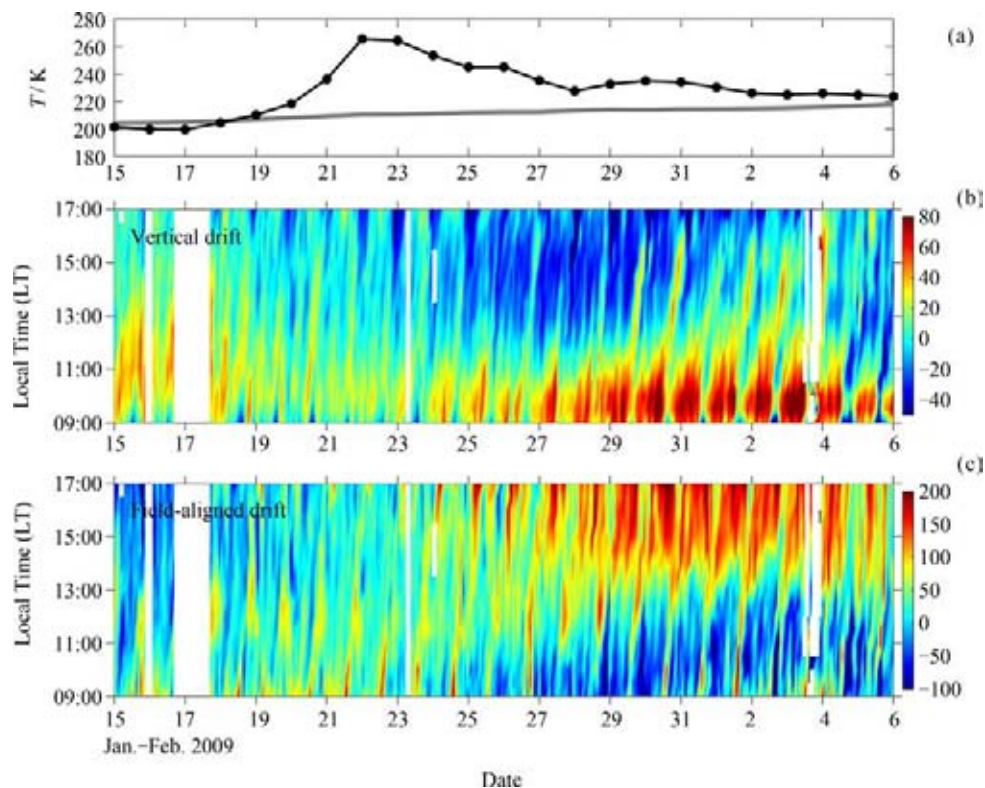 280
260
240
220
200
180
T/K
(a)
15 17 19 21 23 25 27 29 31 2 4 6
(b)
17:00
15:00
13:00
11:00
09:00
Local Time (LT)
Vertical drift
80
60
40
20
0
−20
−40
15 17 19 21 23 25 27 29 31 2 4 6
(c)
17:00
15:00
13:00
11:00
09:00
Local Time (LT)
Field-aligned drift
1
200
150
100
50
0
−50
−100
15 17 19 21 23 25 27 29 31 2 4 6
Jan.−Feb. 2009
Date